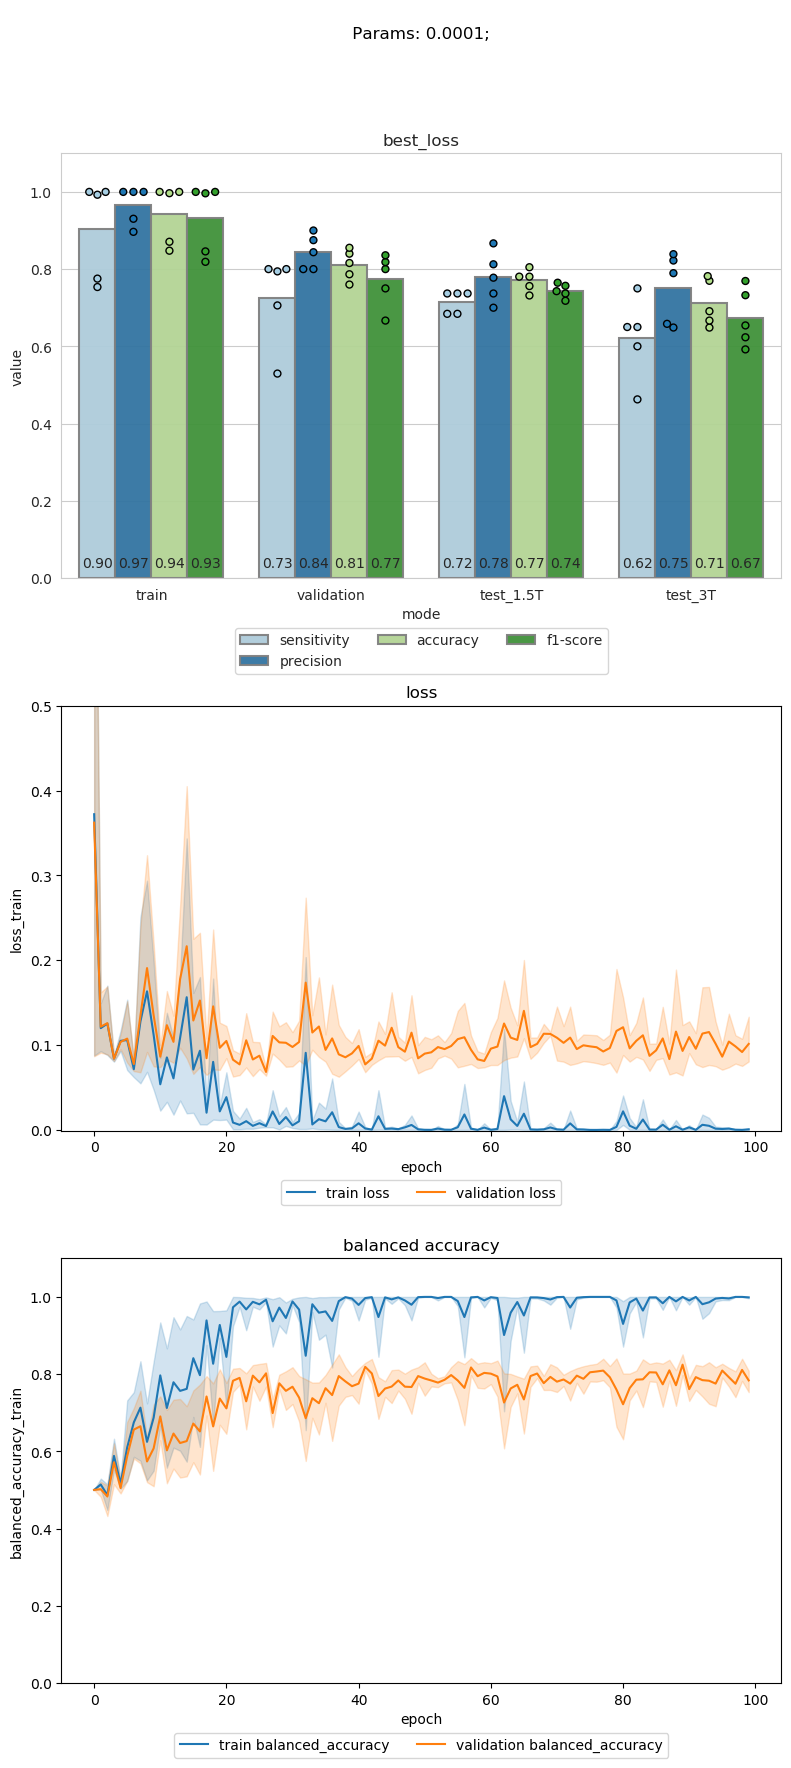 Params: 0.0001;
best_loss
1.0
0.8
0.6
0.4
0.2
0.0
value
0.90 0.97 0.94 0.93 0.73 0.84 0.81 0.77 0.72 0.78 0.77 0.74 0.62 0.75 0.71 0.67
train validation test_1.5T test_3T
mode
sensitivity accuracy f1-score
precision
loss
0.5
0.4
0.3
0.2
0.1
0.0
loss_train
0 20 40 60 80 100
epoch
train loss validation loss
balanced accuracy
1.0
0.8
0.6
0.4
0.2
0.0
balanced_accuracy_train
0 20 40 60 80 100
epoch
train balanced_accuracy validation balanced_accuracy